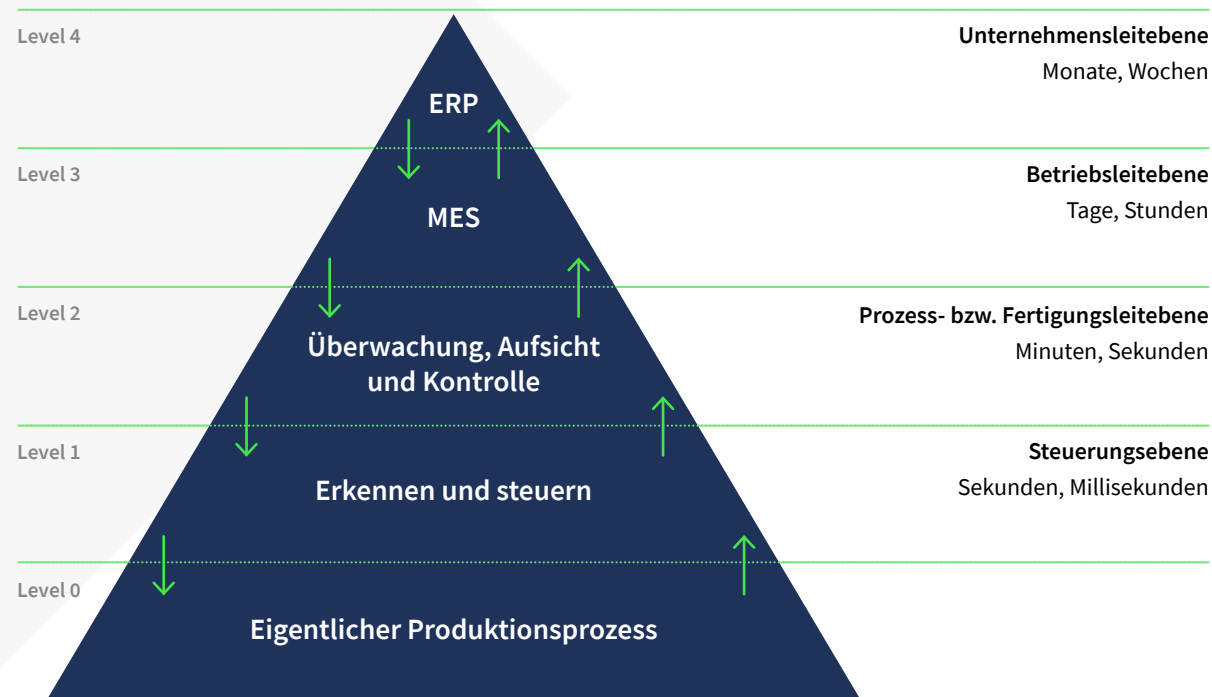 Level 4
Unternehmensleitebene
Monate, Wochen
ERP
Level 3
Betriebsleitebene
Tage, Stunden
MES
Level 2
Prozess- bzw. Fertigungsleitebene
Minuten, Sekunden
Überwachung, Aufsicht
und Kontrolle
Level 1
Steuerungsebene
Sekunden, Millisekunden
Erkennen und steuern
Level 0
Eigentlicher Produktionsprozess